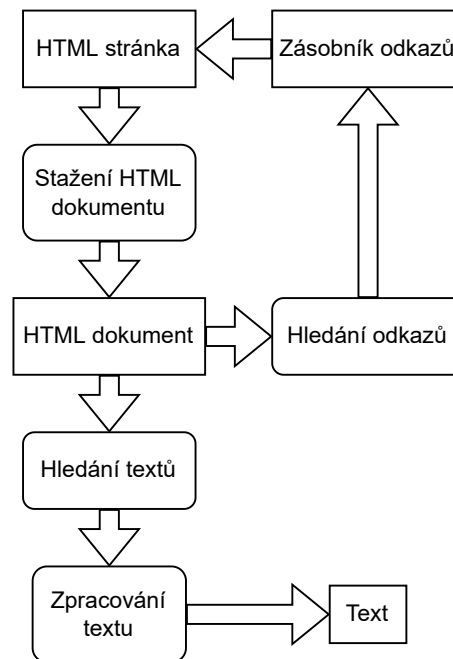 HTML stránka
Zásobník odkazů
Stažení HTML
dokumentu
HTML dokument
Hledání odkazů
Hledání textů
Zpracování
textu
Text